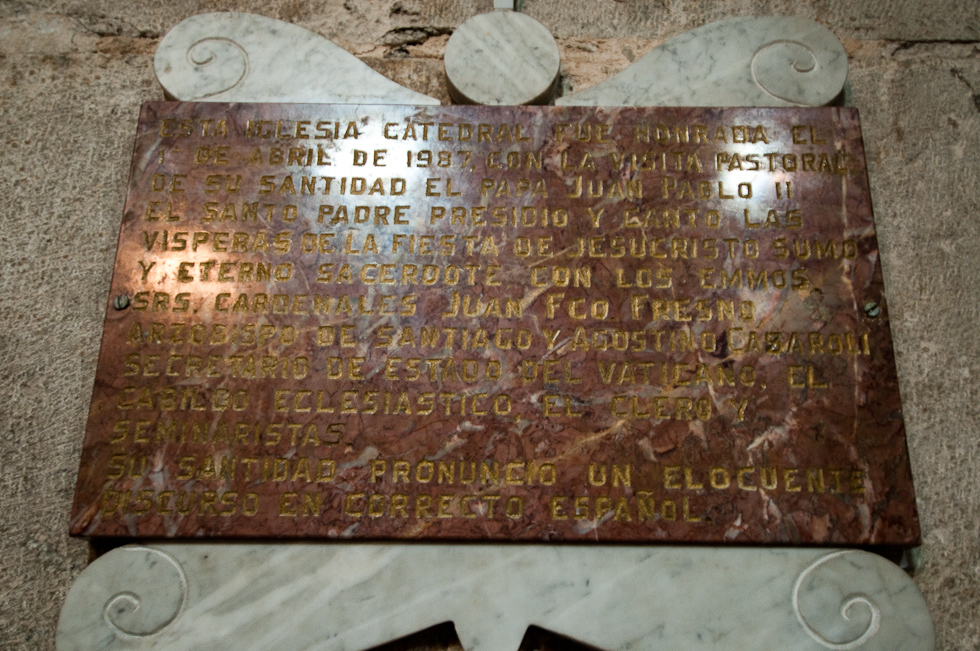 ESTA IGLESIA CATEDRAL FUE HONRADA EL
1º DE ABRIL DE 1987, CON LA VISITA PASTORAL
DE SU SANTIDAD EL PAPA JUAN PABLO II
EL SANTO PADRE PRESIDIO Y CANTO LAS
VISPERAS DE LA FIESTA DE JESUCRISTO SUMO
Y ETERNO SACERDOTE CON LOS EMMOS.
SRS. CARDENALES JUAN FCO FRESNO
ARZOBISPO DE SANTIAGO Y AGOSTINO CASAROLI
SECRETARIO DE ESTADO DEL VATICANO, EL
CABILDO ECLESIASTICO EL CLERO Y
SEMINARISTAS.
SU SANTIDAD PRONUNCIO UN ELOCUENTE
DISCURSO EN CORRECTO ESPAÑOL